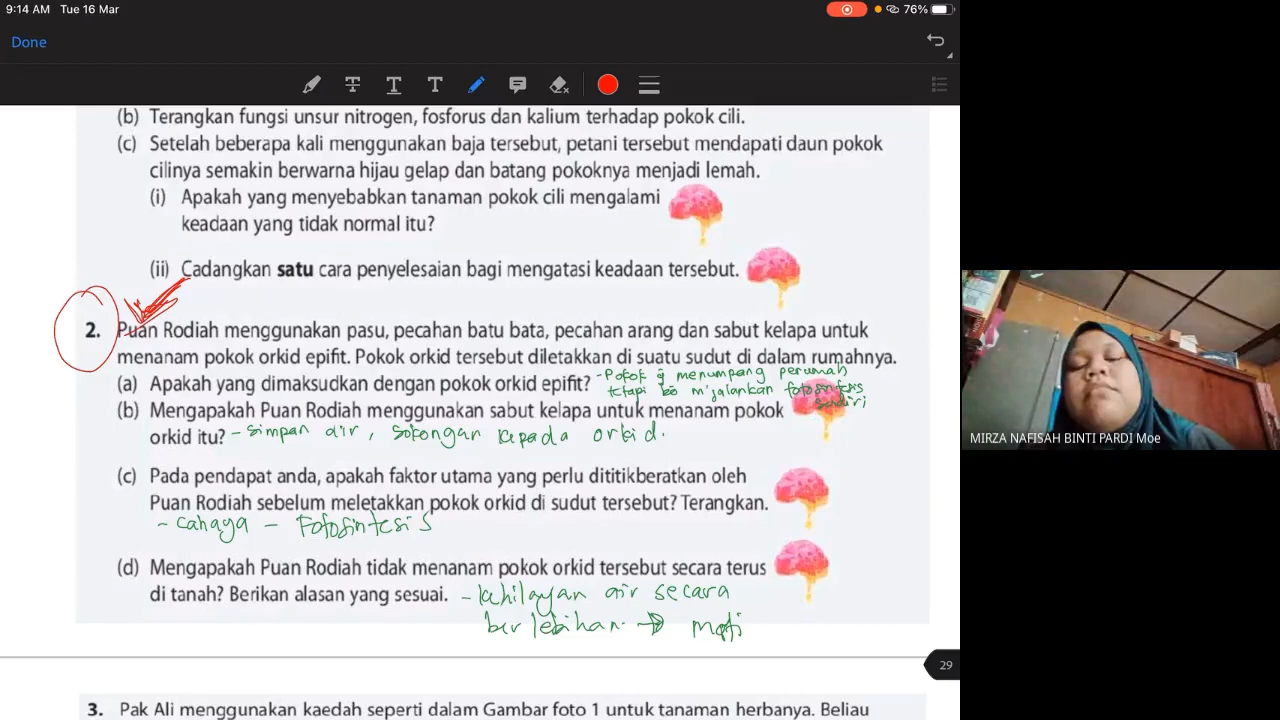 9:14 AM Tue 16 Mar
76%
Done
T T T
(b) Terangkan fungsi unsur nitrogen, fosforus dan kalium terhadap pokok cili.
(c) Setelah beberapa kali menggunakan baja tersebut, petani tersebut mendapati daun pokok
cilinya semakin berwarna hijau gelap dan batang pokoknya menjadi lemah.
(i) Apakah yang menyebabkan tanaman pokok cili mengalami
keadaan yang tidak normal itu?
(ii) Cadangkan satu cara penyelesaian bagi mengatasi keadaan tersebut.
2. Puan Rodiah menggunakan pasu, pecahan batu bata, pecahan arang dan sabut kelapa untuk
menanam pokok orkid epifit. Pokok orkid tersebut diletakkan di suatu sudut di dalam rumahnya.
(a) Apakah yang dimaksudkan dengan pokok orkid epifit? - Pokok yg menumpang perumah
tetapi m'jalankan fotosintesis
sendiri
(b) Mengapakah Puan Rodiah menggunakan sabut kelapa untuk menanam pokok
orkid itu? - simpan air, sokongan kepada orkid.
(c) Pada pendapat anda, apakah faktor utama yang perlu dititikberatkan oleh
Puan Rodiah sebelum meletakkan pokok orkid di sudut tersebut? Terangkan.
- cahaya - Fotosintesis
(d) Mengapakah Puan Rodiah tidak menanam pokok orkid tersebut secara terus
di tanah? Berikan alasan yang sesuai. - kehilangan air secara
berlebihan. → mati
29
3. Pak Ali menggunakan kaedah seperti dalam Gambar foto 1 untuk tanaman herbanya. Beliau
MIRZA NAFISAH BINTI PARDI Moe